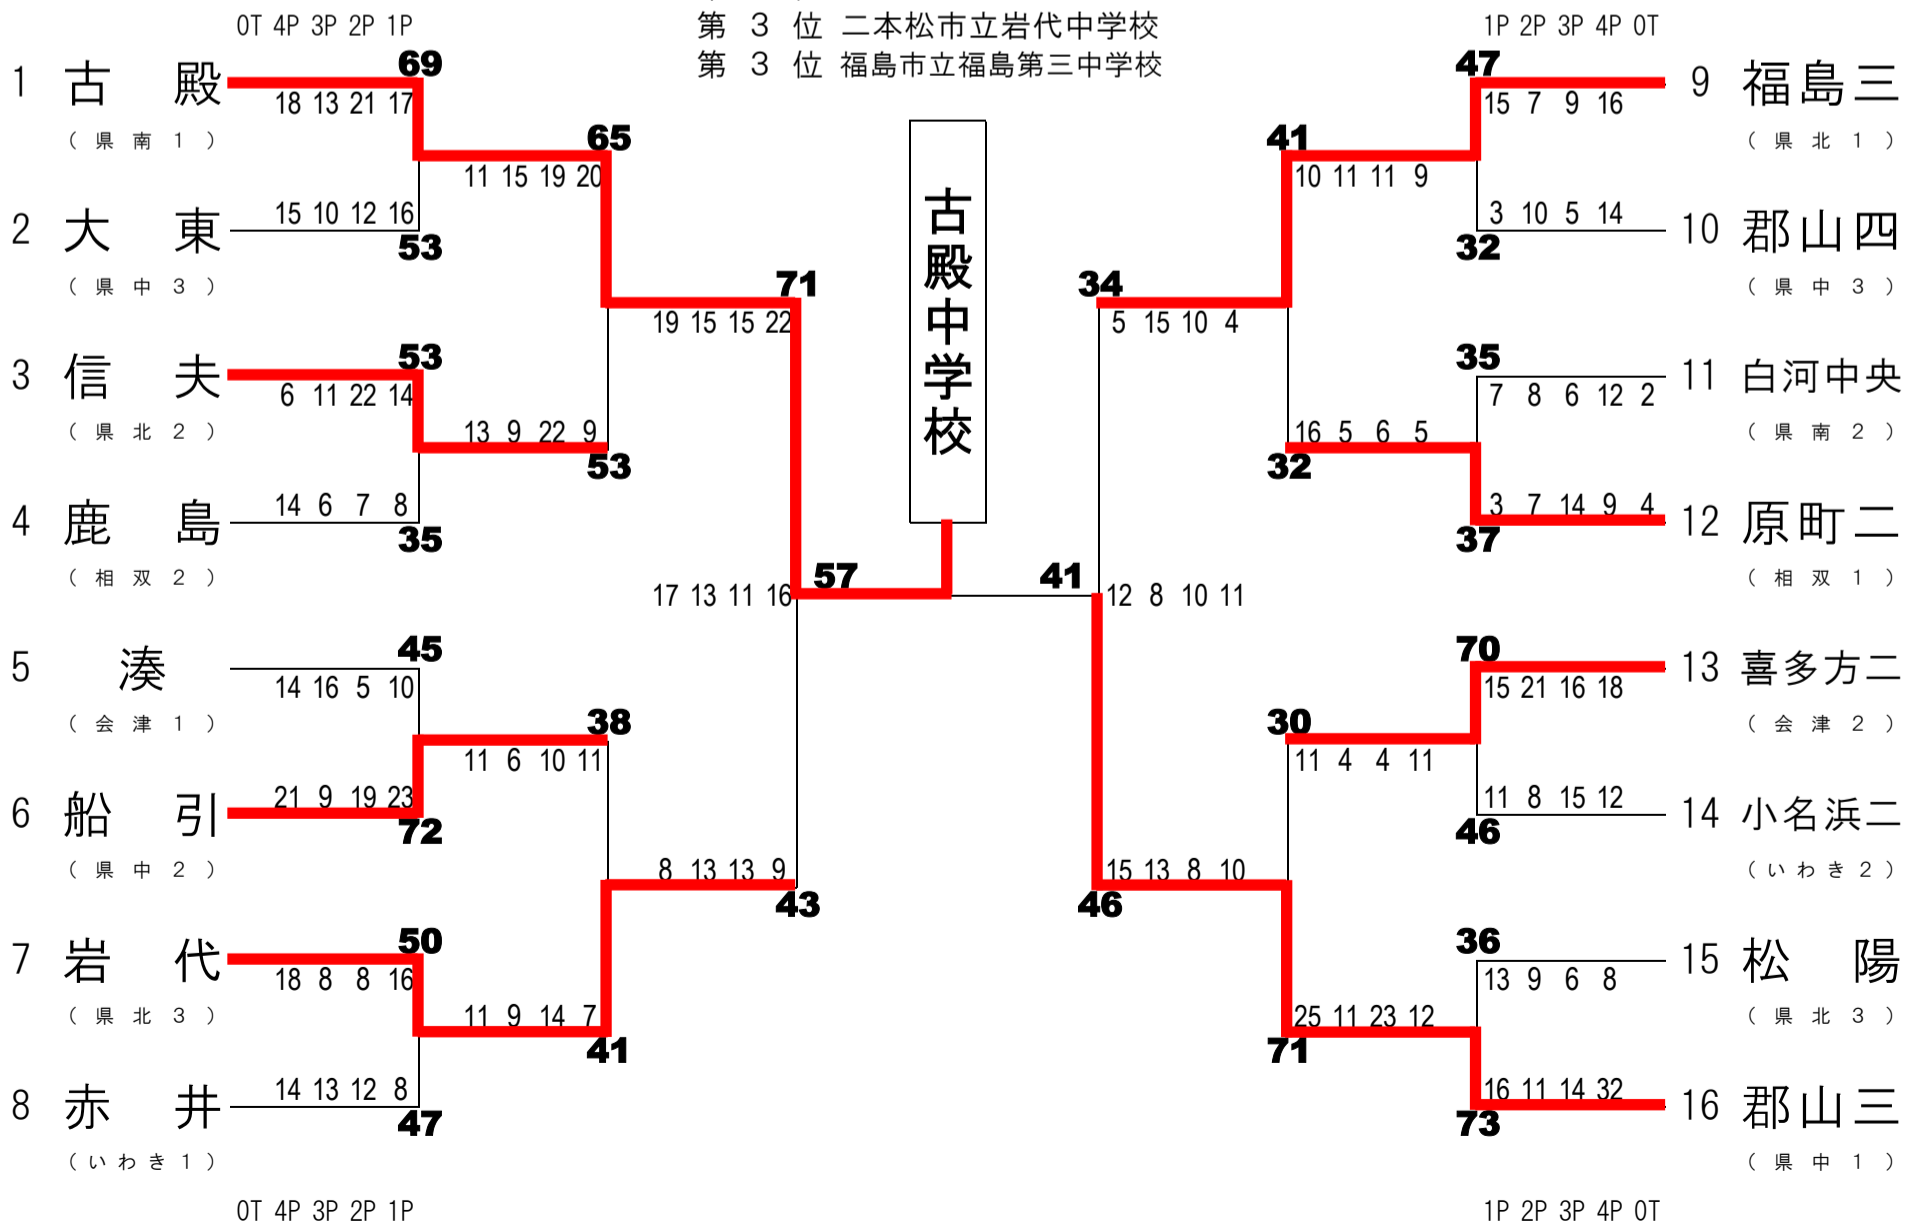 第 3 位 二本松市立岩代中学校
第 3 位 福島市立福島第三中学校
0T 4P 3P 2P 1P
1P 2P 3P 4P 0T
古殿中学校
1 古殿
(県南1)
69
18 13 21 17
2 大東
(県中3)
15 10 12 16
53
65
11 15 19 20
3 信夫
(県北2)
53
6 11 22 14
4 鹿島
(相双2)
14 6 7 8
35
13 9 22 9
53
71
19 15 15 22
5 湊
(会津1)
45
14 16 5 10
6 船引
(県中2)
21 9 19 23
72
38
11 6 10 11
7 岩代
(県北3)
50
18 8 8 16
8 赤井
(いわき1)
14 13 12 8
47
11 9 14 7
41
8 13 13 9
43
17 13 11 16
57
41
12 8 10 11
47
15 7 9 16
9 福島三
(県北1)
3 10 5 14
32
10 郡山四
(県中3)
41
10 11 11 9
35
7 8 6 12 2
11 白河中央
(県南2)
3 7 14 9 4
37
12 原町二
(相双1)
16 5 6 5
32
34
5 15 10 4
70
15 21 16 18
13 喜多方二
(会津2)
11 8 15 12
46
14 小名浜二
(いわき2)
30
11 4 4 11
36
13 9 6 8
15 松陽
(県北3)
16 11 14 32
73
16 郡山三
(県中1)
25 11 23 12
71
15 13 8 10
46
0T 4P 3P 2P 1P
1P 2P 3P 4P 0T